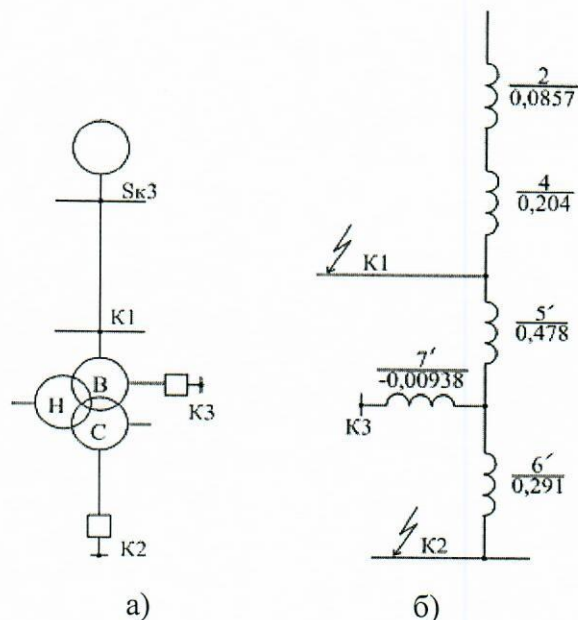 Sк3
К1
В
Н
С
К3
К2
а)
2
0,0857
4
0,204
К1
5′
0,478
7′
-0,00938
К3
6′
0,291
К2
б)